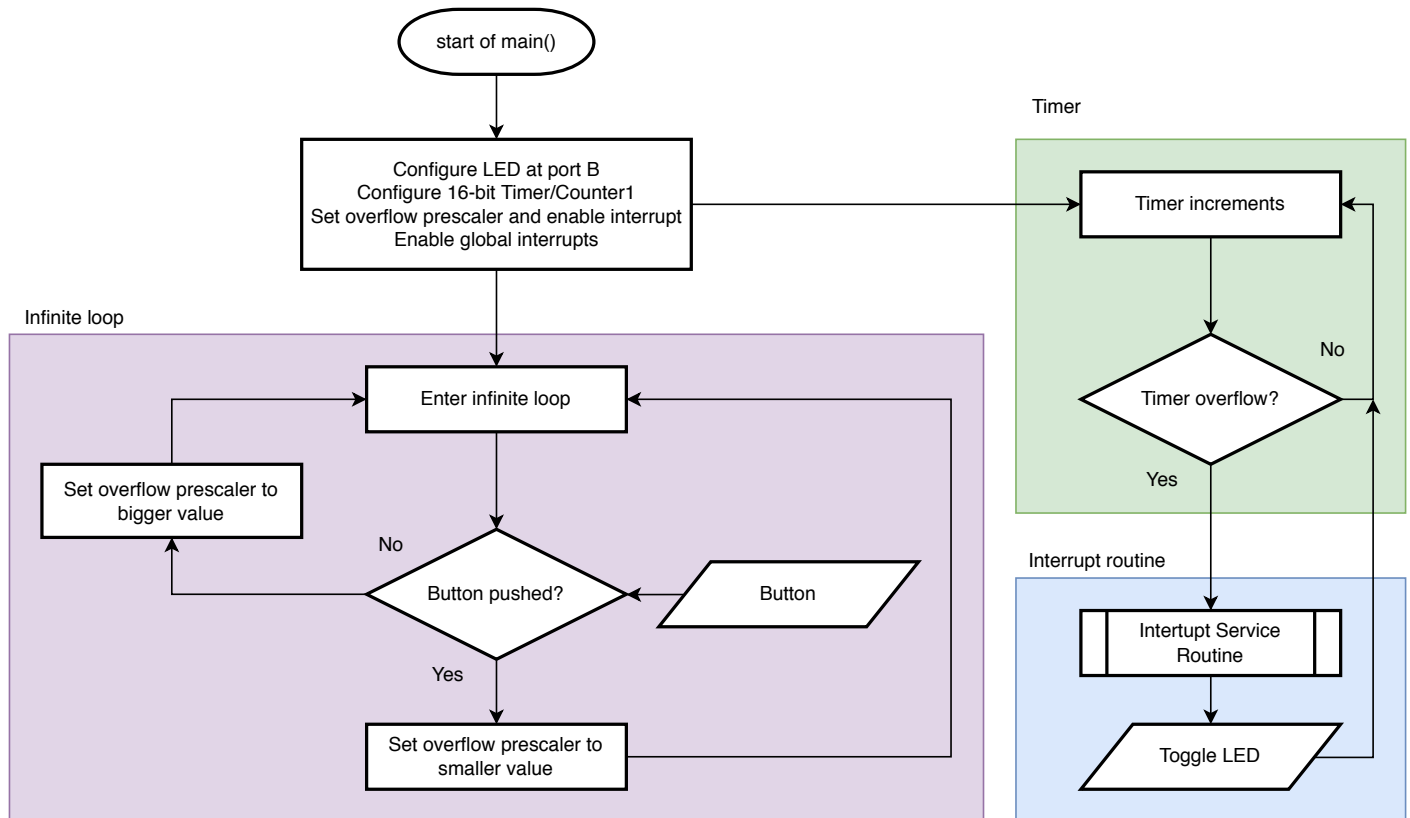 start of main()
Timer
Configure LED at port B
Configure 16-bit Timer/Counter1
Set overflow prescaler and enable interrupt
Enable global interrupts
Timer increments
Infinite loop
No
Enter infinite loop
Timer overflow?
Set overflow prescaler to
bigger value
Yes
No
Button pushed?
Button
Interrupt routine
Intertupt Service
Routine
Yes
Set overflow prescaler to
smaller value
Toggle LED